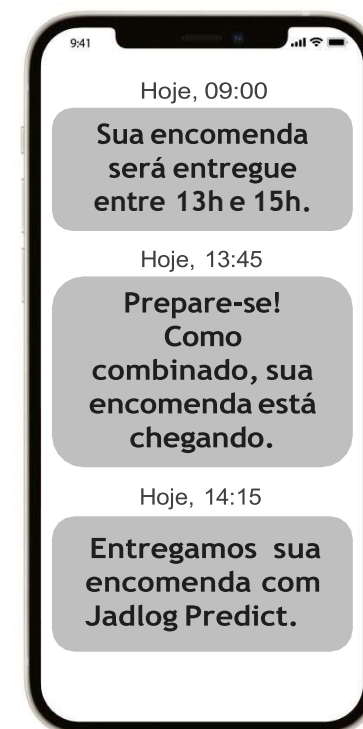 9:41
Hoje, 09:00
Sua encomenda
será entregue
entre 13h e 15h.
Hoje, 13:45
Prepare-se!
Como
combinado, sua
encomenda está
chegando.
Hoje, 14:15
Entregamos sua
encomenda com
Jadlog Predict.